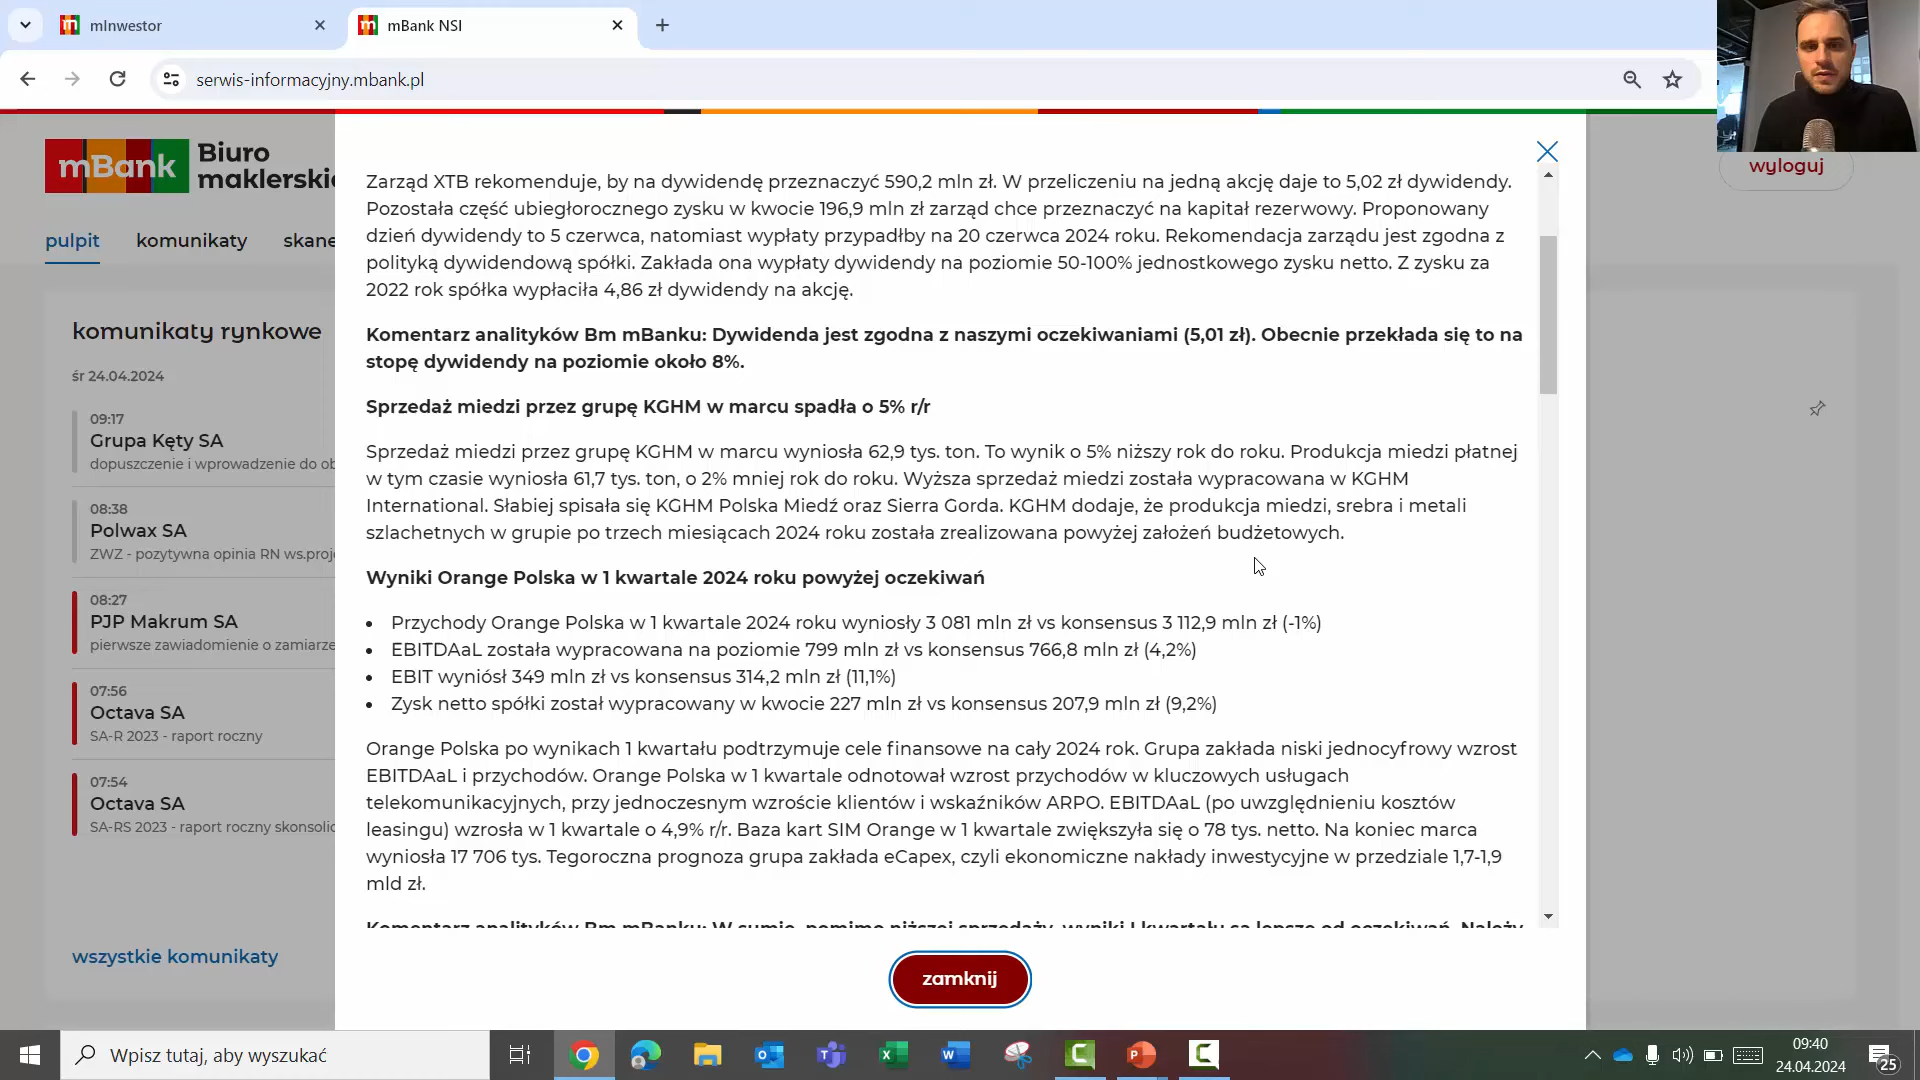 mInwestor
mBank NSI
serwis-informacyjny.mbank.pl
mBank
Biuro
maklerskie
wyloguj
pulpit
komunaty
skane
komunikaty rynkowe
śr 24.04.2024
09:17
Grupa Kęty SA
dopuszczenie i wprowadzenie do ob
08:38
Polwax SA
ZWZ - pozytywna opinia RN ws.proj
08:27
PJP Makrum SA
pierwsze zawiadomienie o zamiarze
07:56
Octava SA
SA-R 2023 - raport roczny
07:54
Octava SA
SA-RS 2023 - raport roczny skonsolic
wszystkie komunikaty
Zarząd XTB rekomenduje, by na dywidendę przeznaczyć 590,2 mln zł. W przeliczeniu na jedną akcję daje to 5,02 zł dywidendy.
Pozostała część ubiegłorocznego zysku w kwocie 196,9 mln zł zarząd chce przeznaczyć na kapitał rezerwowy. Proponowany
dzień dywidendy to 5 czerwca, natomiast wypłaty przypadłby na 20 czerwca 2024 roku. Rekomendacja zarządu jest zgodna z
polityką dywidendową spółki. Zakłada ona wypłaty dywidendy na poziomie 50-100% jednostkowego zysku netto. Z zysku za
2022 rok spółka wypłaciła 4,86 zł dywidendy na akcję.
Komentarz analityków Bm mBanku: Dywidenda jest zgodna z naszymi oczekiwaniami (5,01 zł). Obecnie przekłada się to na
stopę dywidendy na poziomie około 8%.
Sprzedaż miedzi przez grupę KGHM w marcu spadła o 5% r/r
Sprzedaż miedzi przez grupę KGHM w marcu wyniosła 62,9 tys. ton. To wynik o 5% niższy rok do roku. Produkcja miedzi płatnej
w tym czasie wyniosła 61,7 tys. ton, o 2% mniej rok do roku. Wyższa sprzedaż miedzi została wypracowana w KGHM
International. Słabiej spisała się KGHM Polska Miedź oraz Sierra Gorda. KGHM dodaje, że produkcja miedzi, srebra i metali
szlachetnych w grupie po trzech miesiącach 2024 roku została zrealizowana powyżej założeń budżetowych.
Wyniki Orange Polska w 1 kwartale 2024 roku powyżej oczekiwań
• Przychody Orange Polska w 1 kwartale 2024 roku wyniosły 3 081 mln zł vs konsensus 3 112,9 mln zł (-1%)
• EBITDAaL została wypracowana na poziomie 799 mln zł vs konsensus 766,8 mln zł (4,2%)
• EBIT wyniósł 349 mln zł vs konsensus 314,2 mln zł (11,1%)
• Zysk netto spółki został wypracowany w kwocie 227 mln zł vs konsensus 207,9 mln zł (9,2%)
Orange Polska po wynikach 1 kwartału podtrzymuje cele finansowe na cały 2024 rok. Grupa zakłada niski jednocyfrowy wzrost
EBITDAaL i przychodów. Orange Polska w 1 kwartale odnotował wzrost przychodów w kluczowych usługach
telekomunikacyjnych, przy jednoczesnym wzroście klientów i wskaźników ARPO. EBITDAaL (po uwzględnieniu kosztów
leasingu) wzrosła w 1 kwartale o 4,9% r/r. Baza kart SIM Orange w 1 kwartale zwiększyła się o 78 tys. netto. Na koniec marca
wyniosła 17 706 tys. Tegoroczna prognoza grupa zakłada eCapex, czyli ekonomiczne nakłady inwestycyjne w przedziale 1,7-1,9
mld zł.
Komentarz analityków Bm mBanku: W sumie, pomimo niższej sprzedaży, wyniki I kwartału są lepsze od oczekiwań. Należy
zamknij
Wpisz tutaj, aby wyszukać
09:40
24.04.2024
25